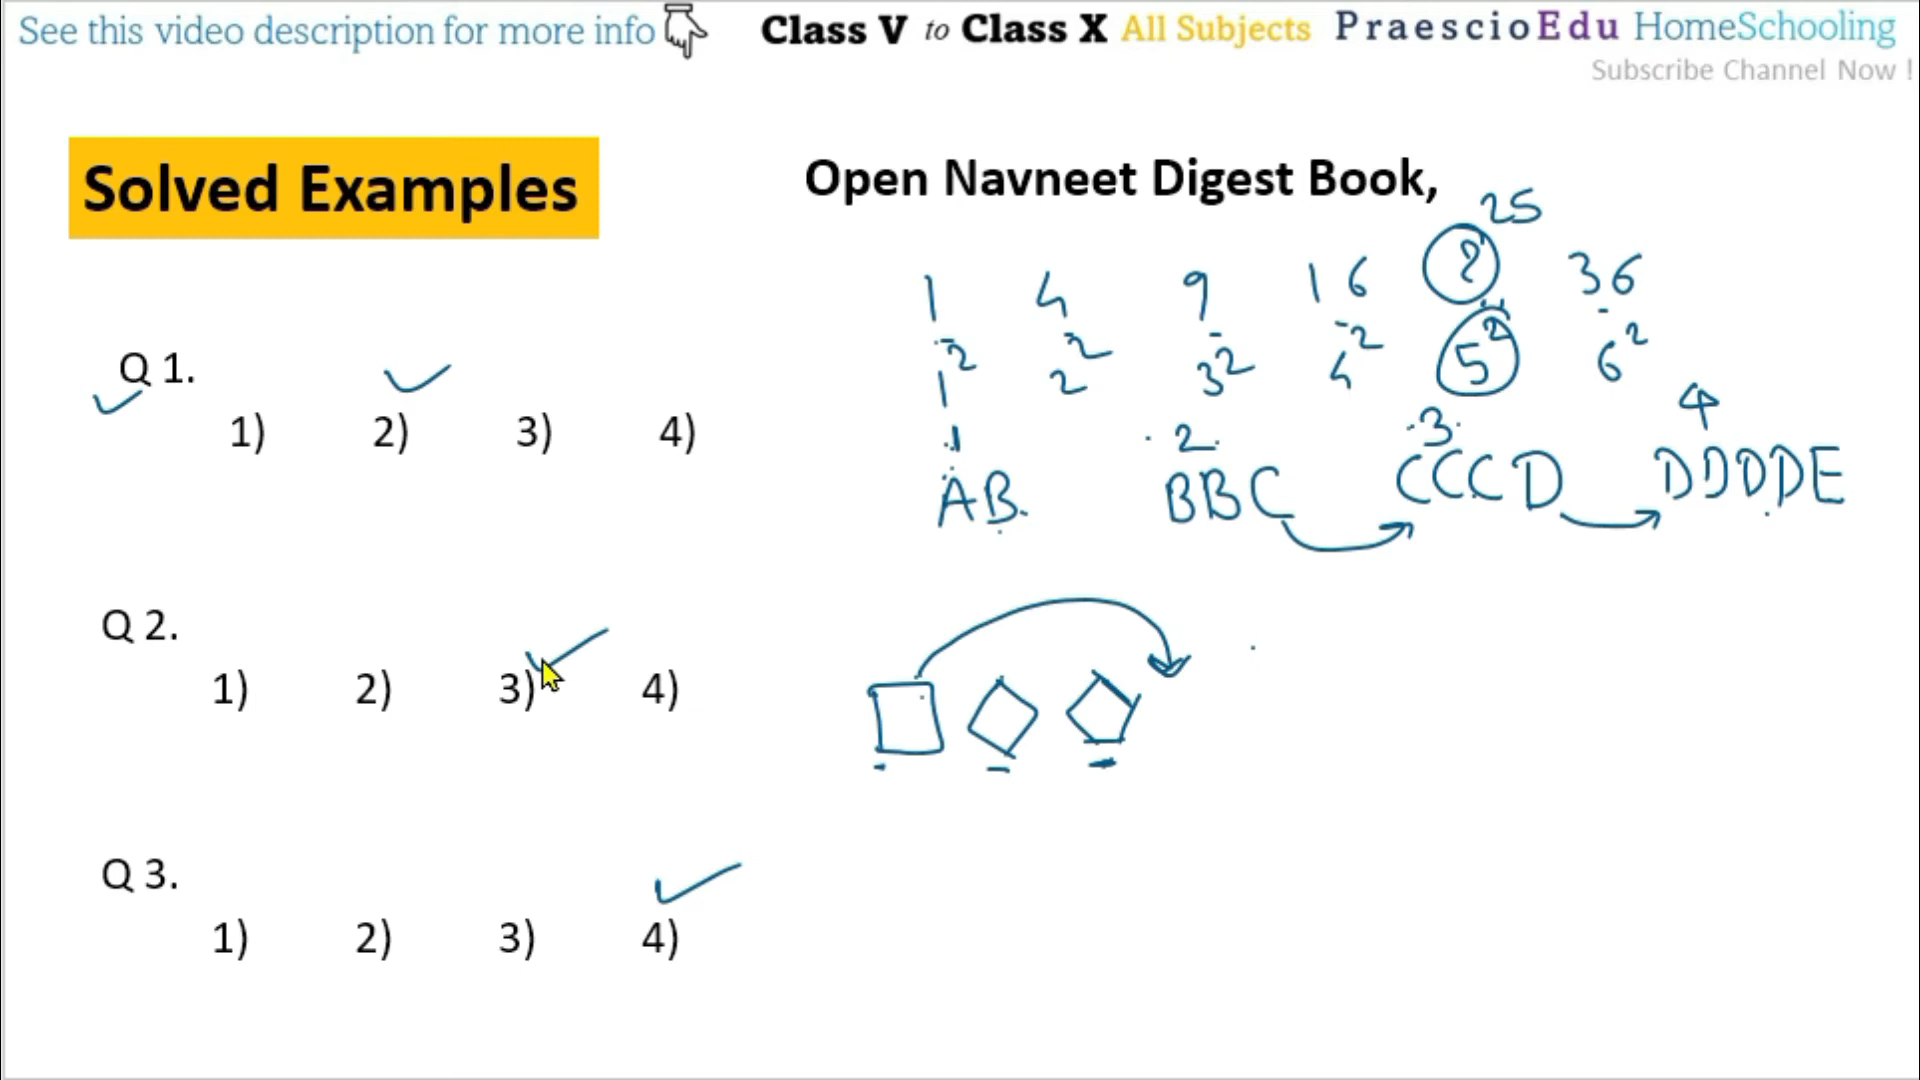 See this video description for more info Class V to Class X All Subjects PraescioEdu HomeSchooling
Subscribe Channel Now !
Solved Examples
Open Navneet Digest Book,
25
1 4 9 16 ? 36
1² 2² 3² 4² 5² 6²
1 2 3 4
AB BBC CCCD DDDDE
Q 1.
1) 2) 3) 4)
Q 2.
1) 2) 3) 4)
Q 3.
1) 2) 3) 4)